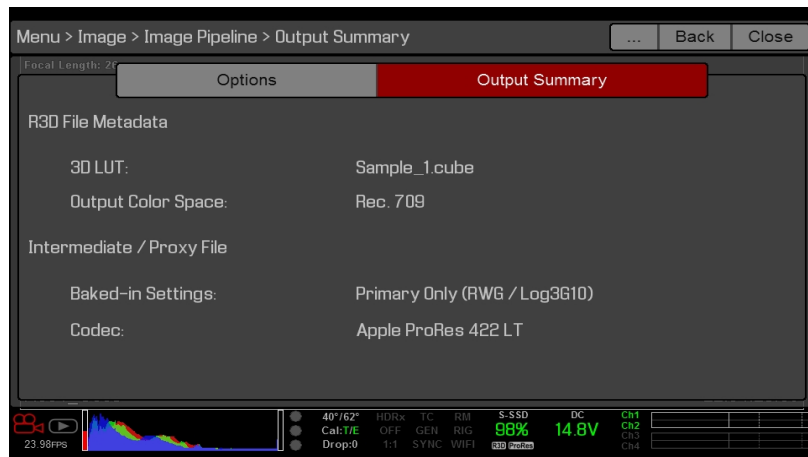 Menu > Image > Image Pipeline > Output Summary
... Back Close
Focal Length: 26
Options Output Summary
R3D File Metadata
3D LUT: Sample_1.cube
Output Color Space: Rec. 709
Intermediate / Proxy File
Baked-in Settings: Primary Only (RWG / Log3G10)
Codec: Apple ProRes 422 LT
40°/62° HDRx TC RM S-SSD DC Ch1
Cal:T/E OFF GEN RIG 98% 14.8V Ch2
23.98FPS Drop:0 1:1 SYNC WIFI R3D ProRes Ch3
Ch4